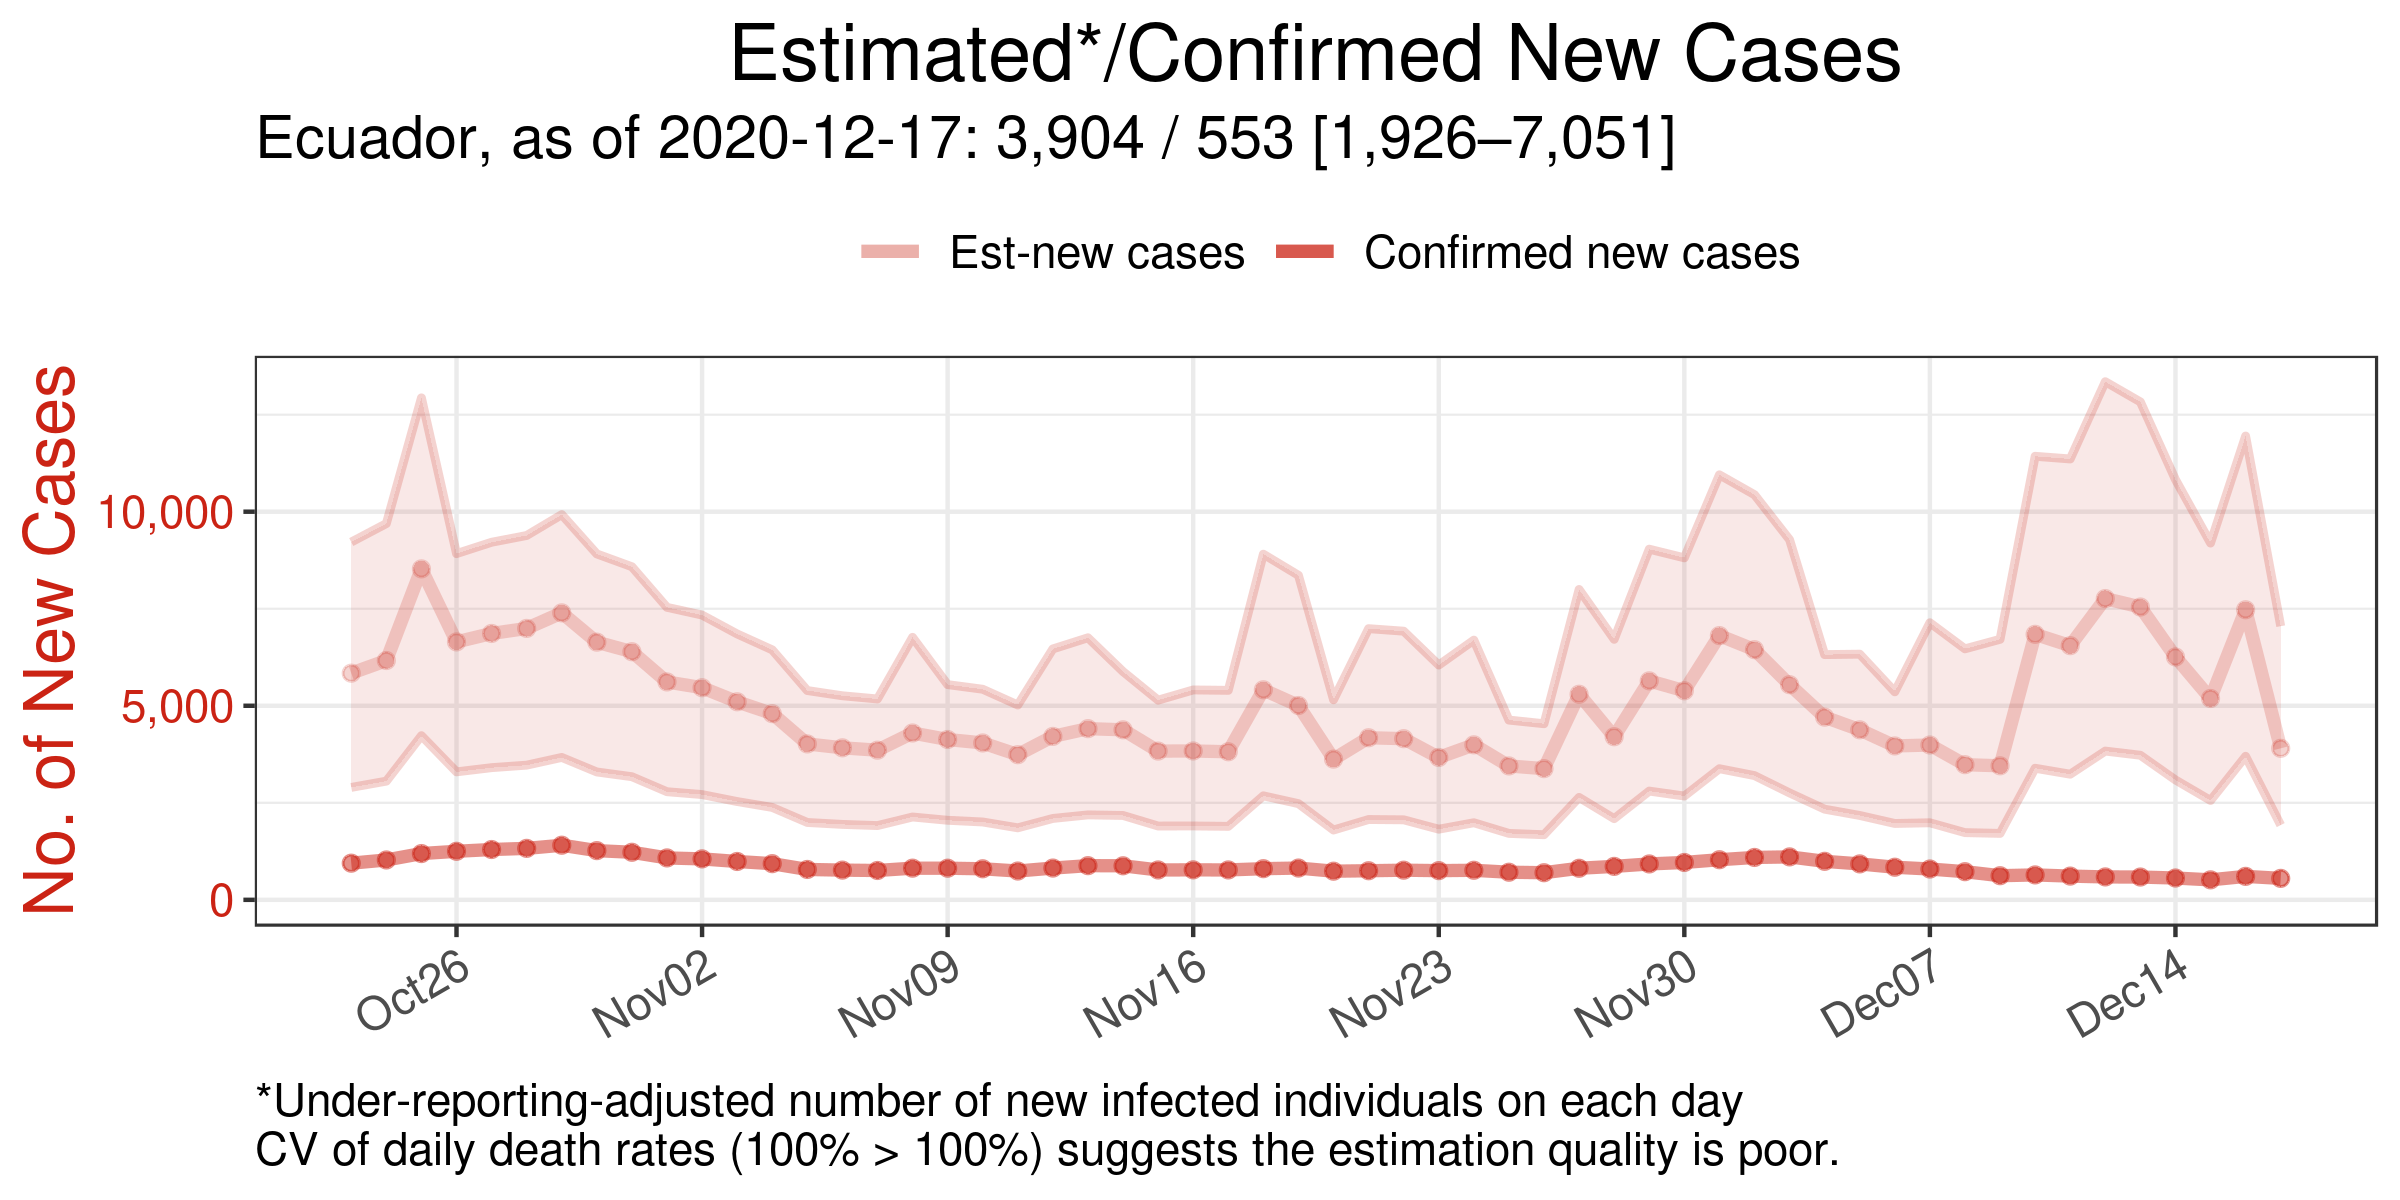 Estimated*/Confirmed New Cases
Ecuador, as of 2020-12-17: 3,904 / 553 [1,926–7,051]
Est-new cases Confirmed new cases
No. of New Cases
10,000
5,000
0
Oct26 Nov02 Nov09 Nov16 Nov23 Nov30 Dec07 Dec14
*Under-reporting-adjusted number of new infected individuals on each day
CV of daily death rates (100% > 100%) suggests the estimation quality is poor.